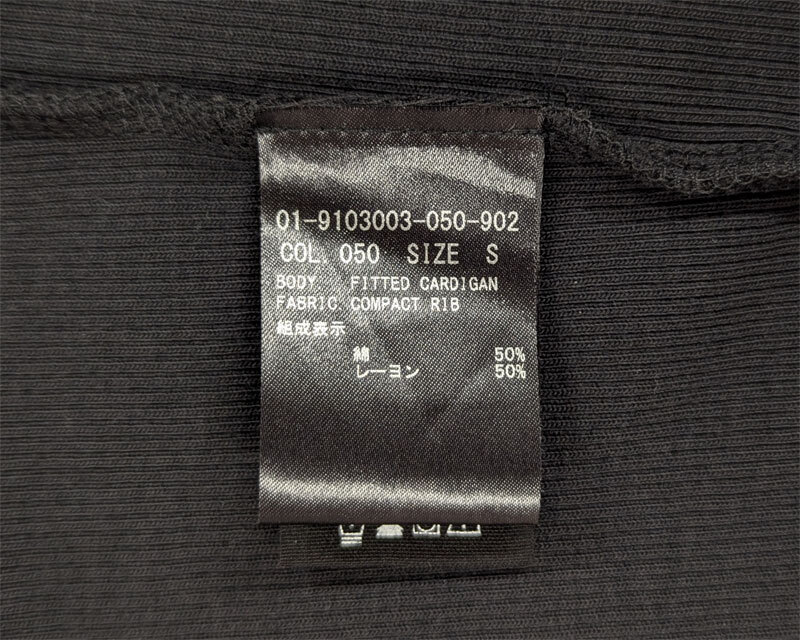 01-9103003-050-902
COL. 050 SIZE S
BODY FITTED CARDIGAN
FABRIC COMPACT RIB
組成表示
綿 50%
レーヨン 50%